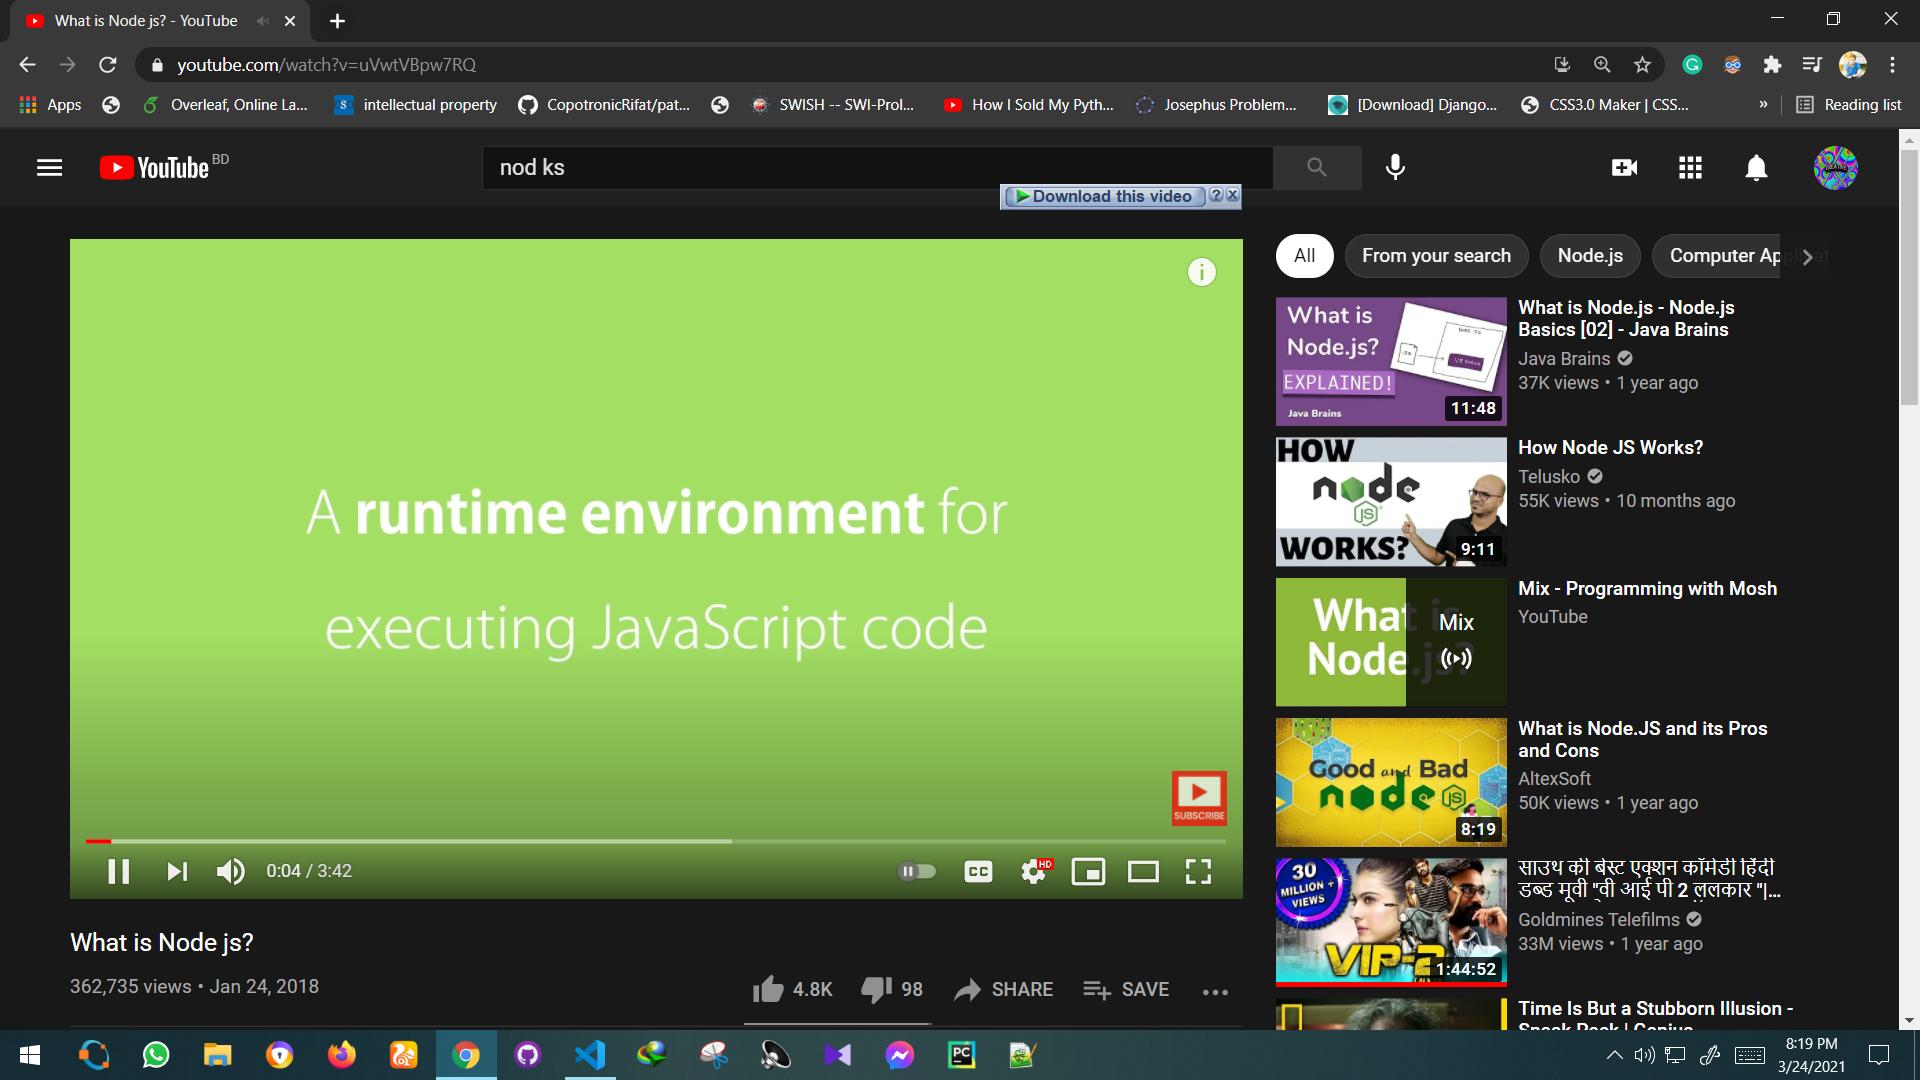 What is Node js? - YouTube
youtube.com/watch?v=uVwtVBpw7RQ
Apps
Overleaf, Online La...
S
intellectual property
CopotronicRifat/pat...
SWISH -- SWI-Prol...
How I Sold My Pyth...
Josephus Problem...
[Download] Django...
CSS3.0 Maker | CSS...
»
Reading list
YouTube BD
nod ks
Download this video
?
All
From your search
Node.js
Computer Ap
A runtime environment for
executing JavaScript code
SUBSCRIBE
0:04 / 3:42
CC
HD
What is Node js?
362,735 views • Jan 24, 2018
4.8K
98
SHARE
SAVE
What is
Node.js?
EXPLAINED!
Java Brains
11:48
What is Node.js - Node.js
Basics [02] - Java Brains
Java Brains
37K views • 1 year ago
HOW
node
JS
WORKS?
9:11
How Node JS Works?
Telusko
55K views • 10 months ago
What is
Node.js?
Mix
Mix - Programming with Mosh
YouTube
Good and Bad
node
JS
8:19
What is Node.JS and its Pros
and Cons
AltexSoft
50K views • 1 year ago
30
MILLION +
VIEWS
VIP-2
1:44:52
साउथ की बेस्ट एक्शन कॉमेडी हिंदी
डब्ड मूवी "वी आई पी 2 ललकार "|...
Goldmines Telefilms
33M views • 1 year ago
Time Is But a Stubborn Illusion -
Sneak Peek | Genius
PC
8:19 PM
3/24/2021